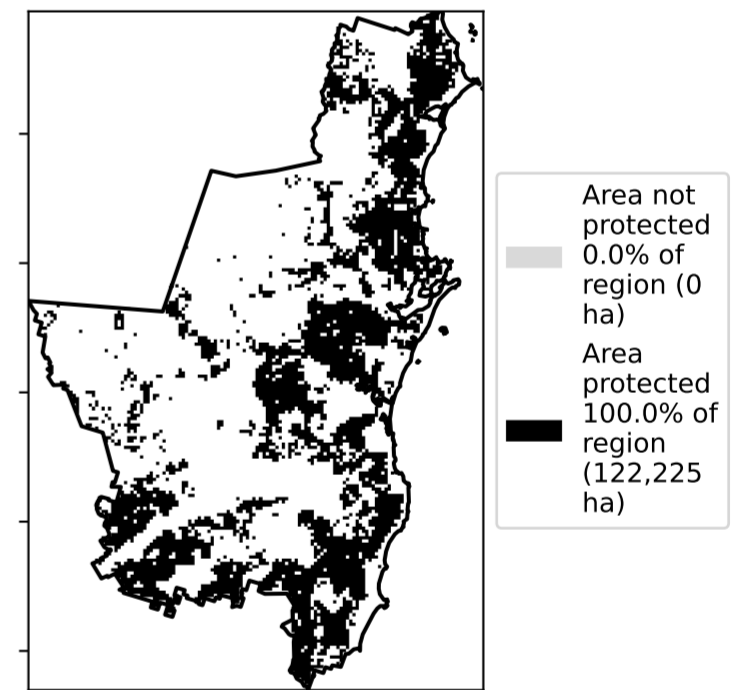 Area not
protected
0.0% of
region (0
ha)
Area
protected
100.0% of
region
(122,225
ha)